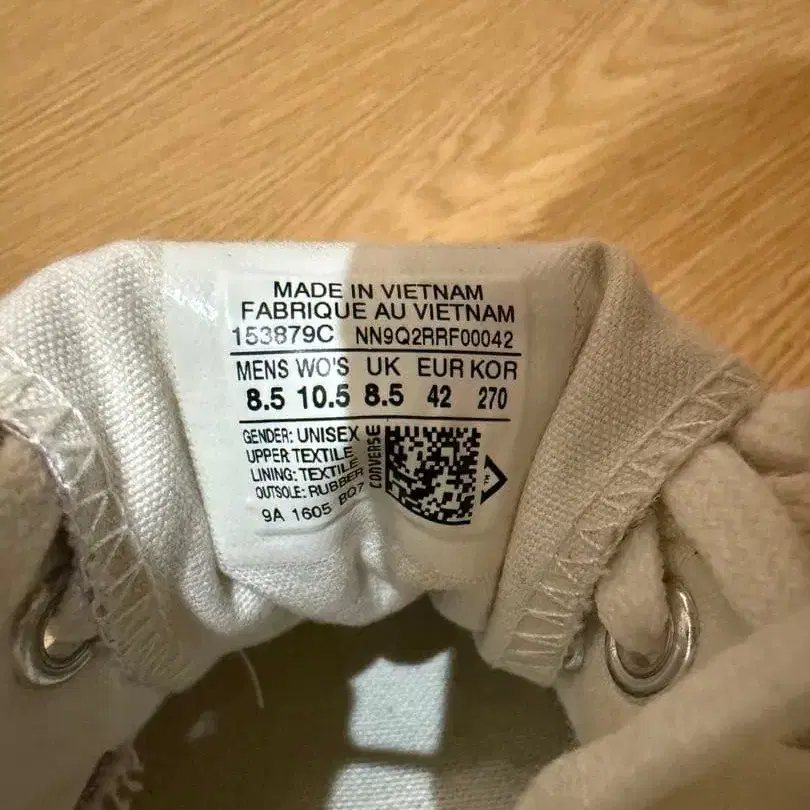 MADE IN VIETNAM
FABRIQUE AU VIETNAM
153879C NN9Q2RRF00042
MENS WO'S UK EUR KOR
8.5 10.5 8.5 42 270
GENDER: UNISEX
UPPER TEXTILE
LINING: TEXTILE
OUTSOLE: RUBBER
9A 1605 BQ7
CONVERSE